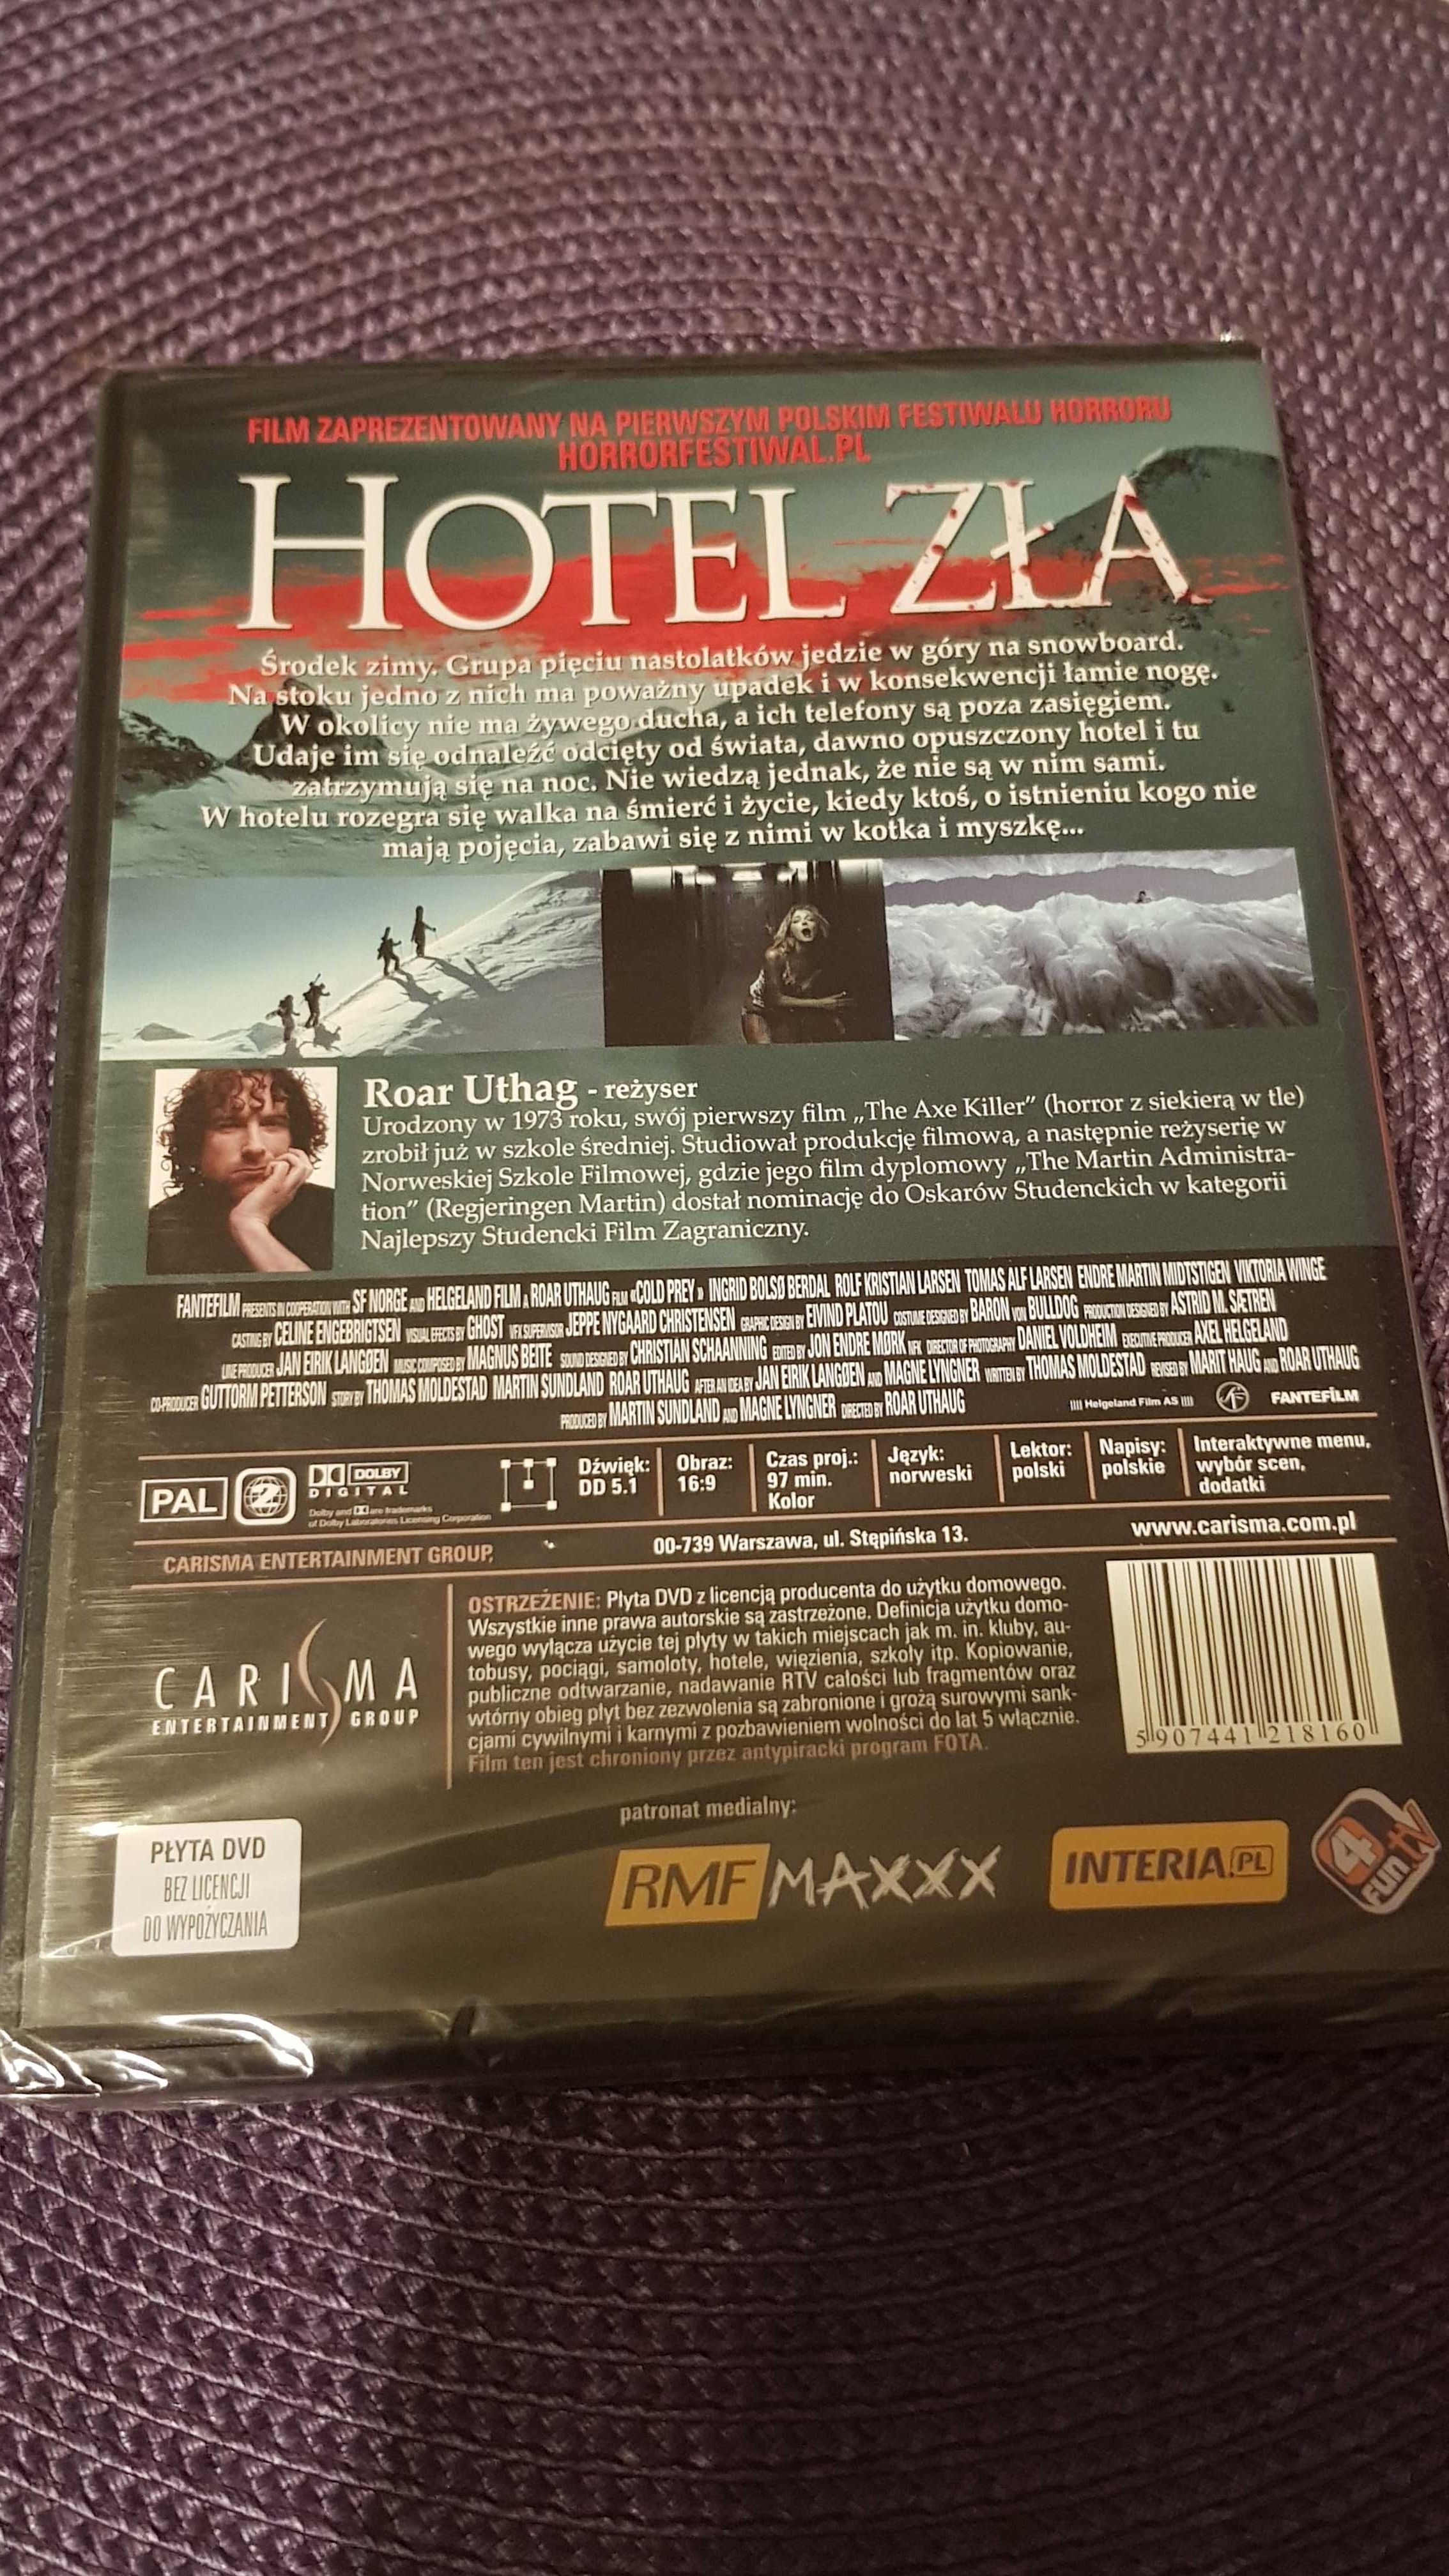 FILM ZAPREZENTOWANY NA PIERWSZYM POLSKIM FESTIWALU HORRORU
HORRORFESTIWAL.PL
HOTEL ZŁA
Środek zimy. Grupa pięciu nastolatków jedzie w góry na snowboard.
Na stoku jedno z nich ma poważny upadek i w konsekwencji łamie nogę.
W okolicy nie ma żywego ducha, a ich telefony są poza zasięgiem.
Udaje im się odnaleźć odcięty od świata, dawno opuszczony hotel i tu
zatrzymują się na noc. Nie wiedzą jednak, że nie są w nim sami.
W hotelu rozegra się walka na śmierć i życie, kiedy ktoś, o istnieniu kogo nie
mają pojęcia, zabawi się z nimi w kotka i myszkę...
Roar Uthag - reżyser
Urodzony w 1973 roku, swój pierwszy film „The Axe Killer” (horror z siekierą w tle)
zrobił już w szkole średniej. Studiował produkcję filmową, a następnie reżyserię w
Norweskiej Szkole Filmowej, gdzie jego film dyplomowy „The Martin Administra-
tion” (Regjeringen Martin) dostał nominację do Oskarów Studenckich w kategorii
Najlepszy Studencki Film Zagraniczny.
FANTEFILM PRESENTS IN COOPERATION WITH SF NORGE AND HELGELAND FILM A ROAR UTHAUG FILM «COLD PREY» INGRID BOLSØ BERDAL ROLF KRISTIAN LARSEN TOMAS ALF LARSEN ENDRE MARTIN MIDTSTIGEN VIKTORIA WINGE
CASTING BY CELINE ENGEBRIGTSEN VISUAL EFFECTS BY GHOST VFX SUPERVISOR JEPPE NYGAARD CHRISTENSEN GRAPHIC DESIGN BY EIVIND PLATOU COSTUME DESIGNED BY BARON VON BULLDOG PRODUCTION DESIGNED BY ASTRID M. SÆTREN
LINE PRODUCER JAN EIRIK LANGØEN MUSIC COMPOSED BY MAGNUS BEITE SOUND DESIGNED BY CHRISTIAN SCHAANNING EDITED BY JON ENDRE MØRK NFK DIRECTOR OF PHOTOGRAPHY DANIEL VOLDHEIM EXECUTIVE PRODUCER AXEL HELGELAND
CO-PRODUCER GUTTORM PETTERSON STORY BY THOMAS MOLDESTAD MARTIN SUNDLAND ROAR UTHAUG AFTER AN IDEA BY JAN EIRIK LANGØEN AND MAGNE LYNGNER WRITTEN BY THOMAS MOLDESTAD REVISED BY MARIT HAUG AND ROAR UTHAUG
PRODUCED BY MARTIN SUNDLAND AND MAGNE LYNGNER DIRECTED BY ROAR UTHAUG
Helgeland Film AS FANTEFILM
PAL 2 DOLBY DIGITAL
Dolby and are trademarks
of Dolby Laboratories Licensing Corporation
Dźwięk:
DD 5.1
Obraz:
16:9
Czas proj.:
97 min.
Kolor
Język:
norweski
Lektor:
polski
Napisy:
polskie
Interaktywne menu,
wybór scen,
dodatki
CARISMA ENTERTAINMENT GROUP, 00-739 Warszawa, ul. Stępińska 13. www.carisma.com.pl
CARISMA
ENTERTAINMENT GROUP
OSTRZEŻENIE: Płyta DVD z licencją producenta do użytku domowego.
Wszystkie inne prawa autorskie są zastrzeżone. Definicja użytku domo-
wego wyłącza użycie tej płyty w takich miejscach jak m. in. kluby, au-
tobusy, pociągi, samoloty, hotele, więzienia, szkoły itp. Kopiowanie,
publiczne odtwarzanie, nadawanie RTV całości lub fragmentów oraz
wtórny obieg płyt bez zezwolenia są zabronione i grożą surowymi sank-
cjami cywilnymi i karnymi z pozbawieniem wolności do lat 5 włącznie.
Film ten jest chroniony przez antypiracki program FOTA.
5 907441 218160
patronat medialny:
PŁYTA DVD
BEZ LICENCJI
DO WYPOŻYCZANIA
RMF MAXXX
INTERIA.PL
4 fun tv